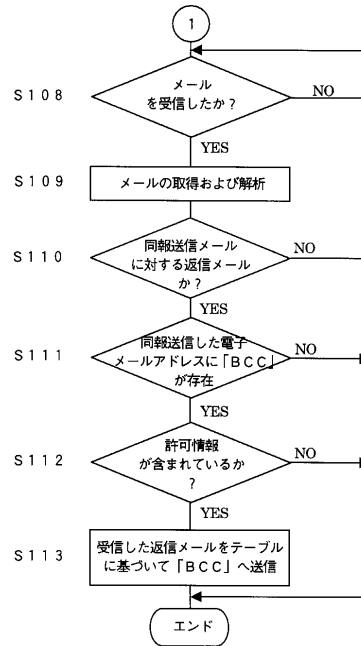 1
S108
メール
を受信したか?
NO
YES
S109
メールの取得および解析
S110
同報送信メール
に対する返信メール
か?
NO
YES
S111
同報送信した電子
メールアドレスに「BCC」
が存在
NO
YES
S112
許可情報
が含まれているか
?
NO
YES
S113
受信した返信メールをテーブル
に基づいて「BCC」へ送信
エンド